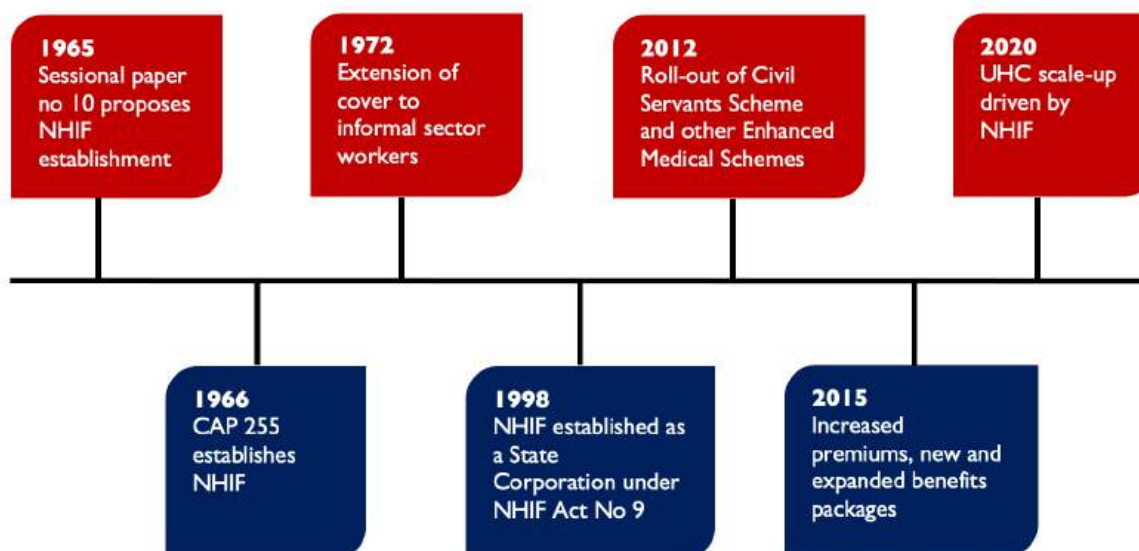 1965
Sessional paper
no 10 proposes
NHIF
establishment
1972
Extension of
cover to
informal sector
workers
2012
Roll-out of Civil
Servants Scheme
and other Enhanced
Medical Schemes
2020
UHC scale-up
driven by
NHIF
1966
CAP 255
establishes
NHIF
1998
NHIF established as
a State
Corporation under
NHIF Act No 9
2015
Increased
premiums, new and
expanded benefits
packages